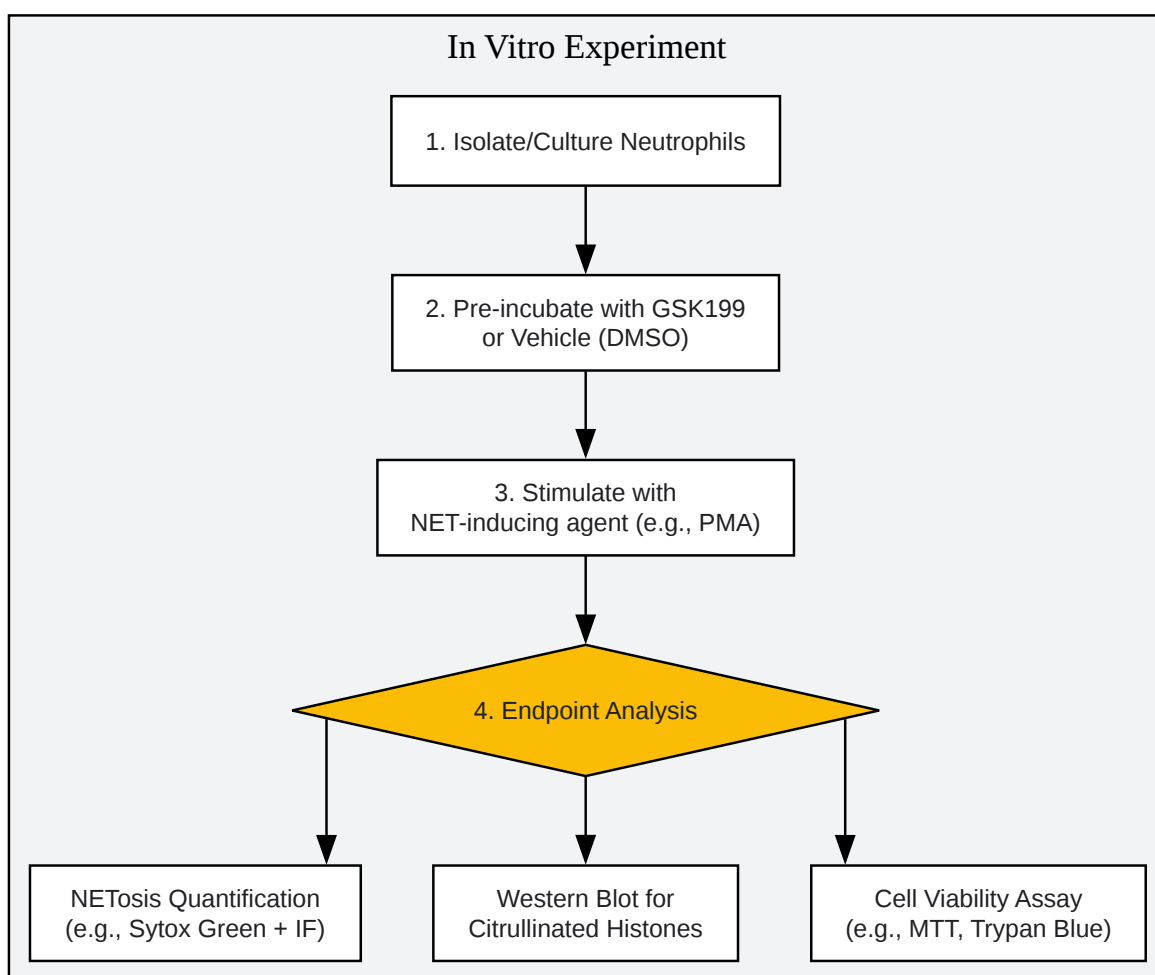 In Vitro Experiment
1. Isolate/Culture Neutrophils
2. Pre-incubate with GSK199
or Vehicle (DMSO)
3. Stimulate with
NET-inducing agent (e.g., PMA)
4. Endpoint Analysis
NETosis Quantification
(e.g., Sytox Green + IF)
Western Blot for
Citrullinated Histones
Cell Viability Assay
(e.g., MTT, Trypan Blue)